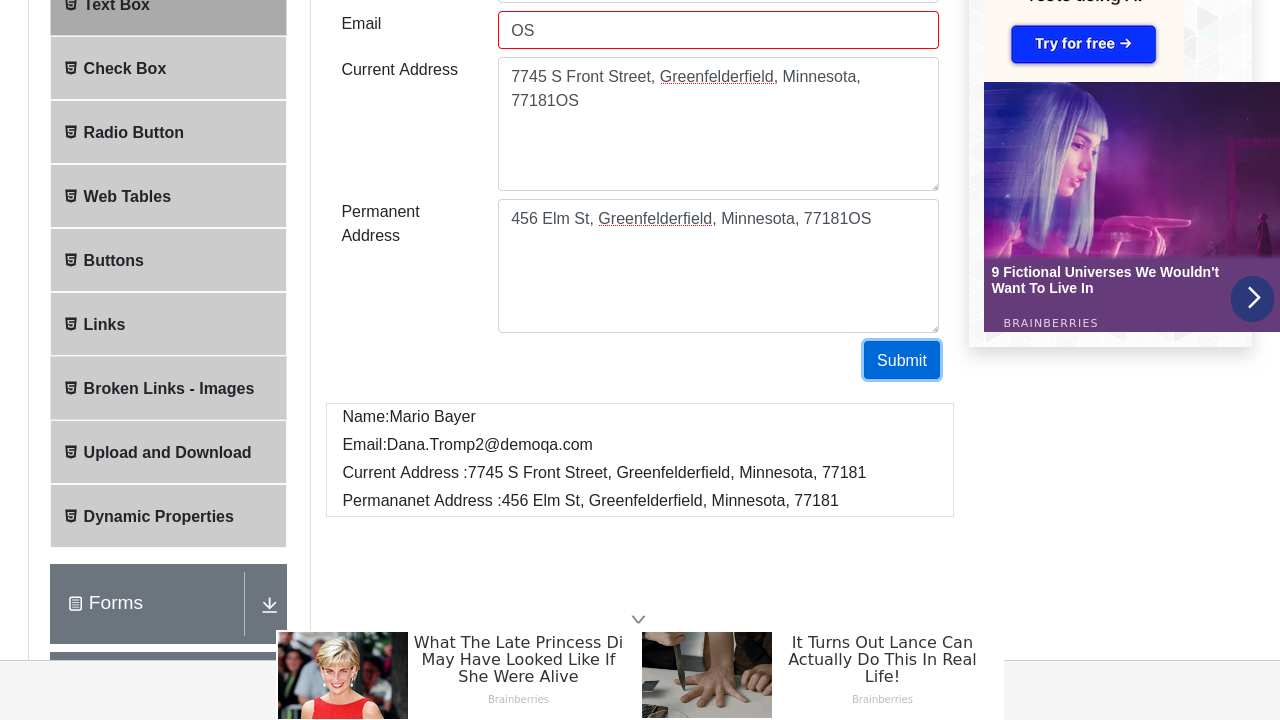 Text Box
Check Box
Radio Button
Web Tables
Buttons
Links
Broken Links - Images
Upload and Download
Dynamic Properties
Forms
Email
OS
Current Address
7745 S Front Street, Greenfelderfield, Minnesota,
77181OS
Permanent
Address
456 Elm St, Greenfelderfield, Minnesota, 77181OS
Submit
Name:Mario Bayer
Email:Dana.Tromp2@demoqa.com
Current Address :7745 S Front Street, Greenfelderfield, Minnesota, 77181
Permananet Address :456 Elm St, Greenfelderfield, Minnesota, 77181
Try for free →
9 Fictional Universes We Wouldn't
Want To Live In
BRAINBERRIES
What The Late Princess Di
May Have Looked Like If
She Were Alive
Brainberries
It Turns Out Lance Can
Actually Do This In Real
Life!
Brainberries